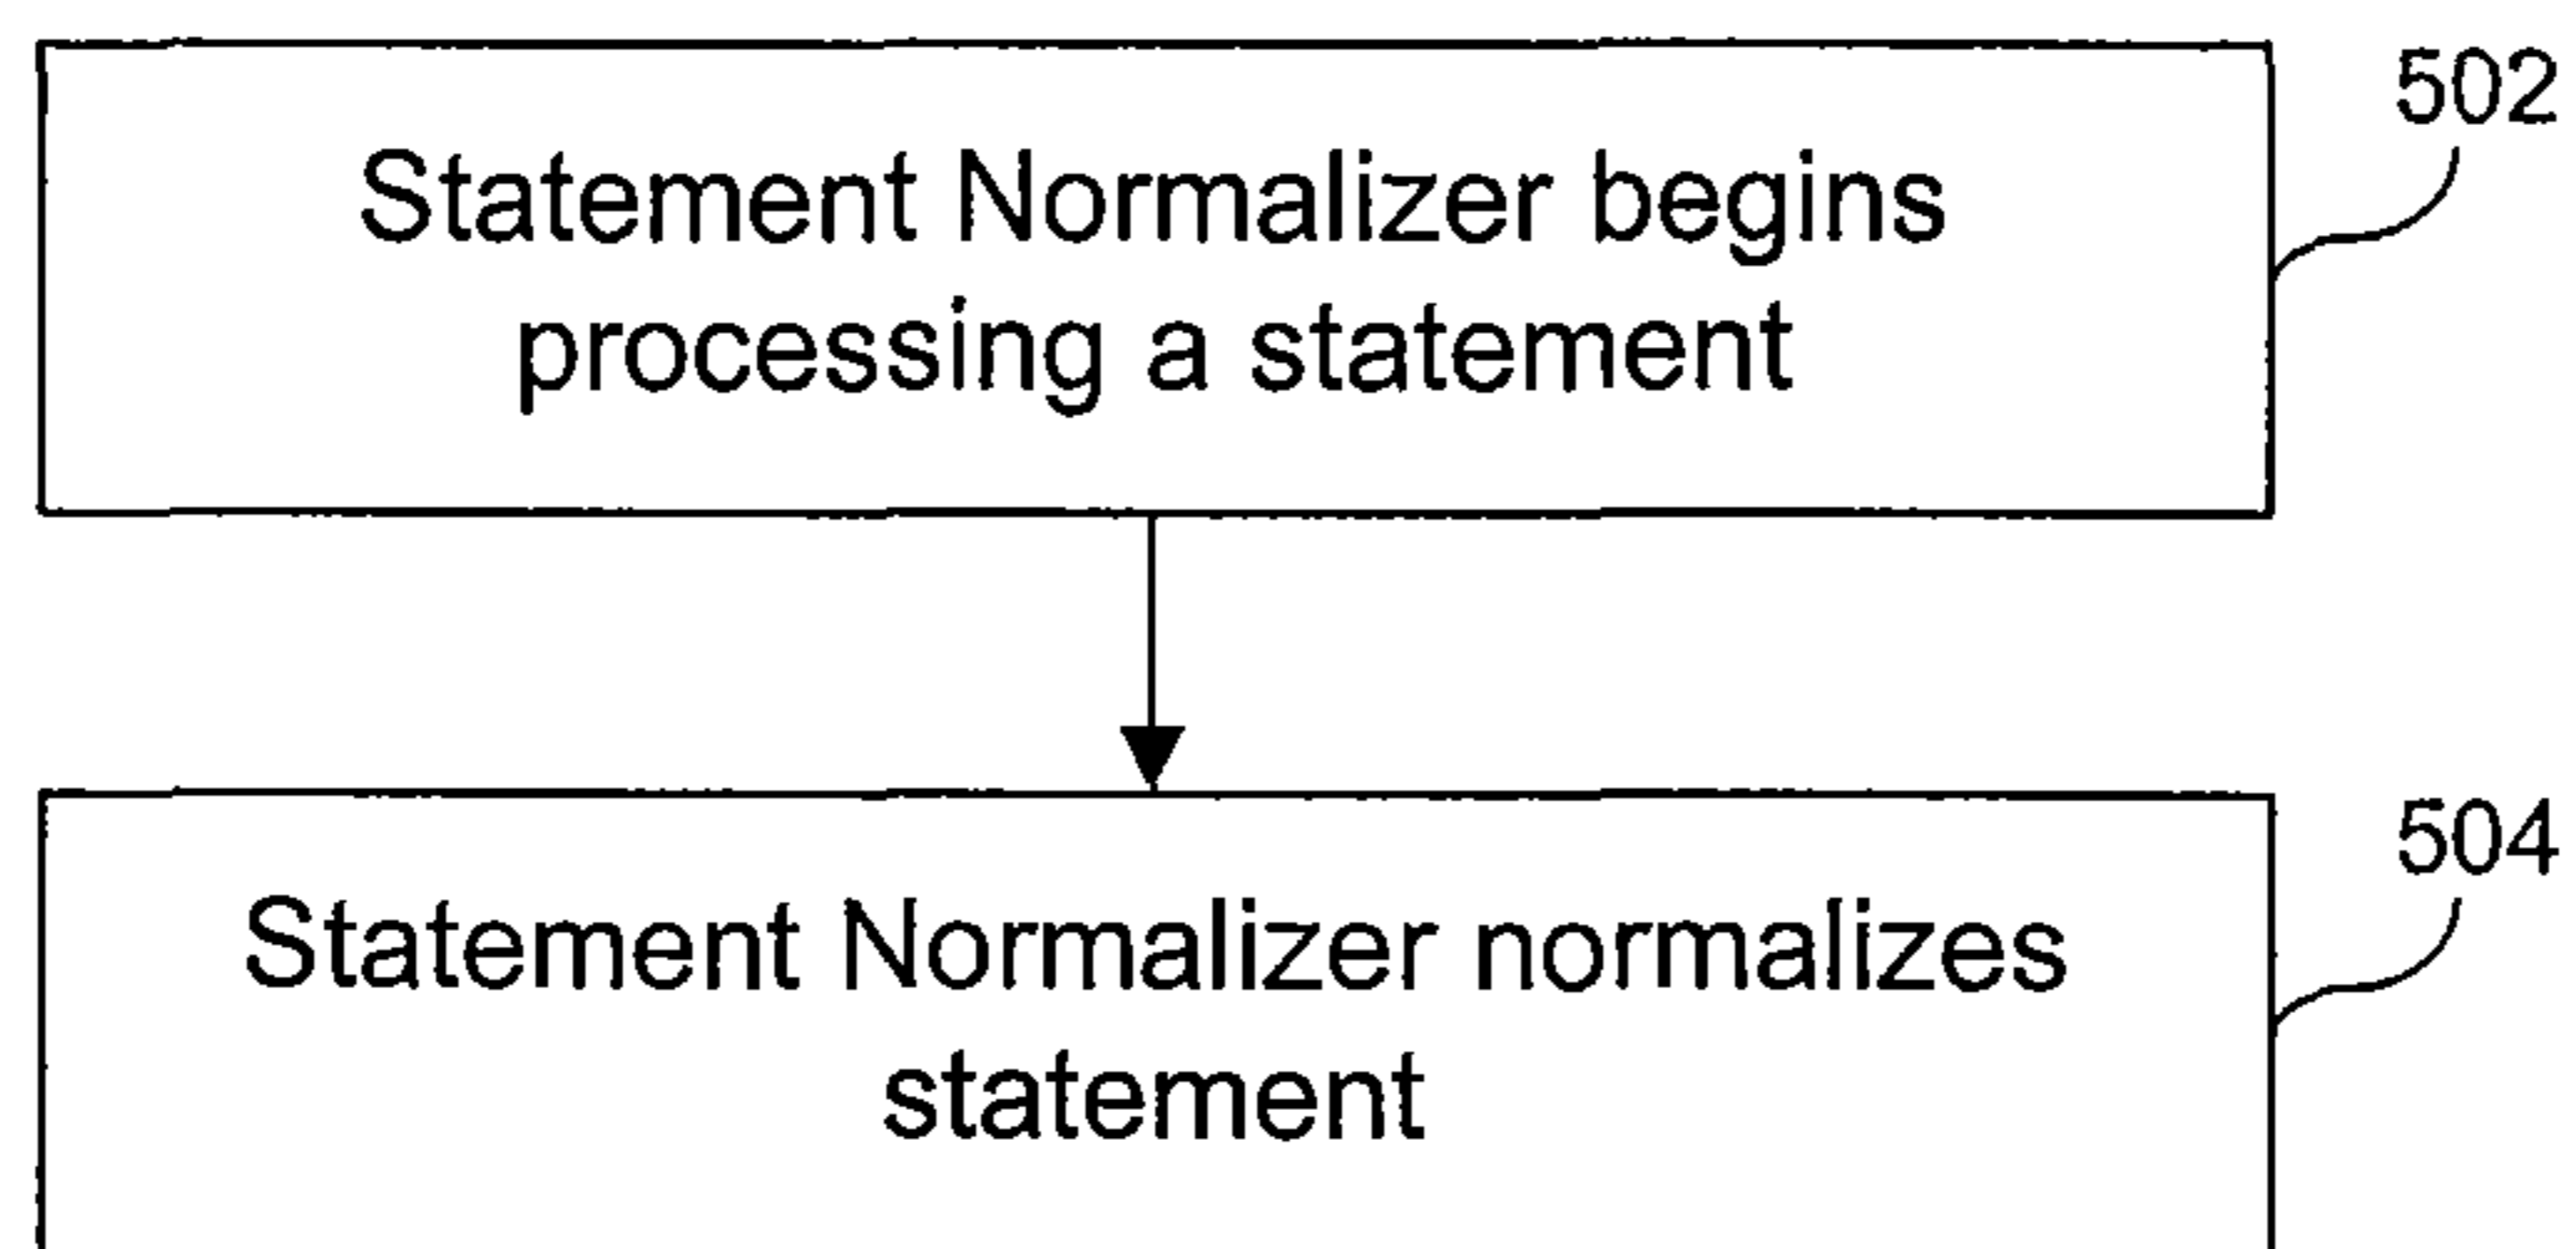 502
Statement Normalizer begins
processing a statement
504
Statement Normalizer normalizes
statement